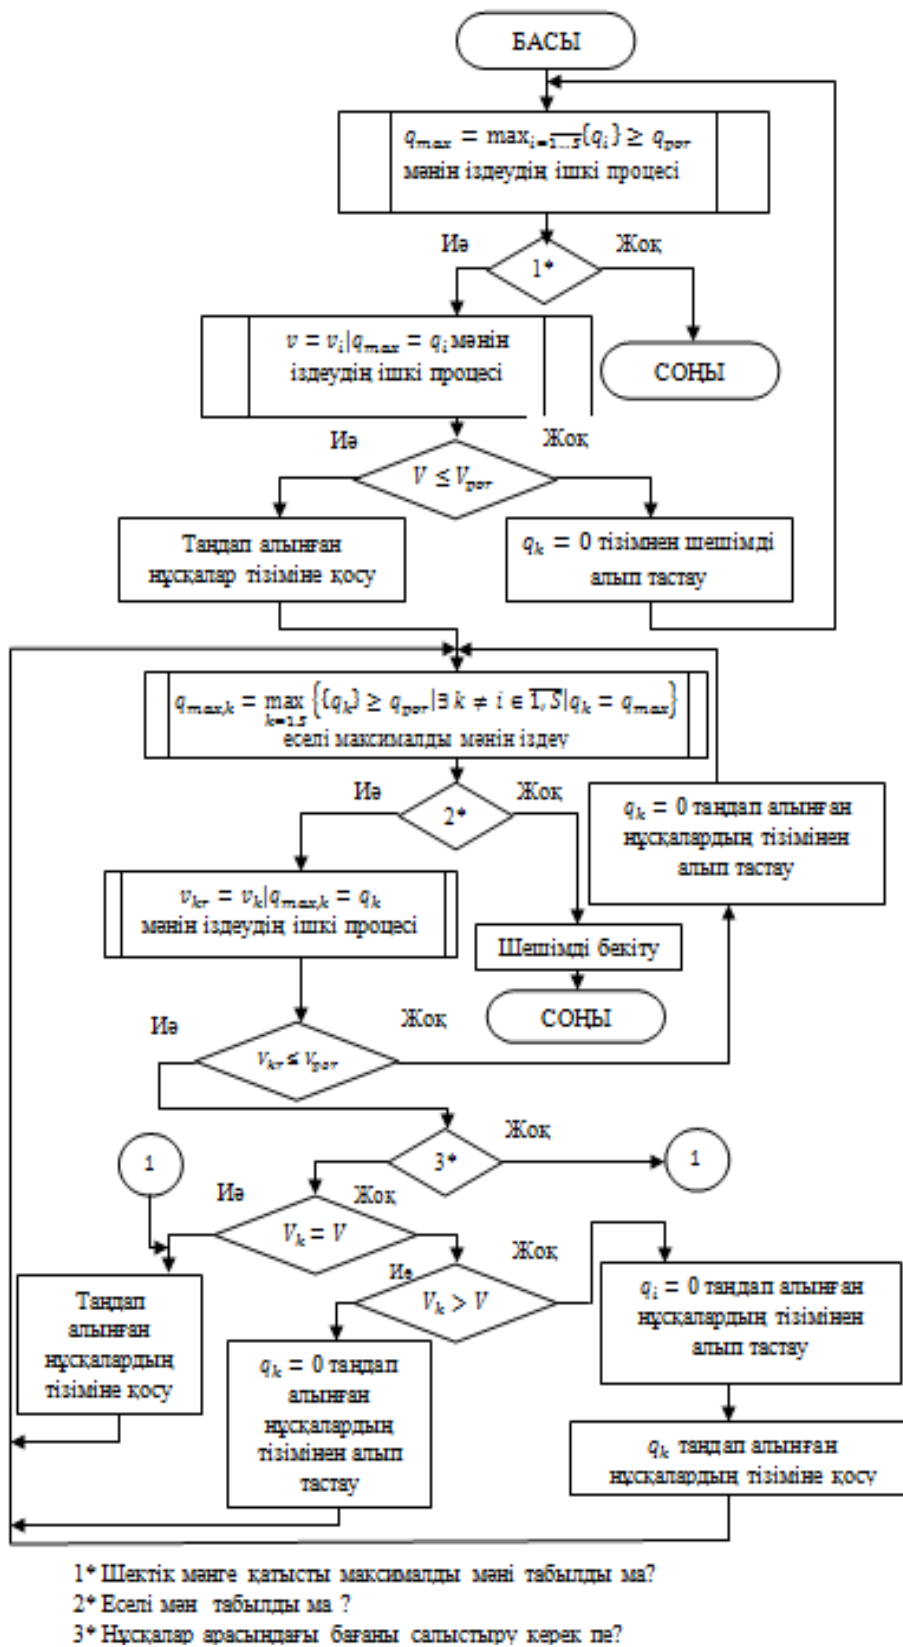 БАСЫ
q_max = max_{i=\overline{1...S}}{q_i} ≥ q_por
мәнін іздеудің ішкі процесі
Иә
Жоқ
1*
v = v_i|q_max = q_i мәнін
іздеудің ішкі процесі
СОҢЫ
Иә
Жоқ
V ≤ V_por
Таңдап алынған
нұсқалар тізіміне қосу
q_k = 0 тізімнен шешімді
алып тастау
q_max,k = max_{k=1.S} {{q_k} ≥ q_por|∃ k ≠ i ∈ \overline{1,S}|q_k = q_max}
еселі максималды мәнін іздеу
Иә
Жоқ
2*
q_k = 0 таңдап алынған
нұсқалардың тізімінен
алып тастау
v_kr = v_k|q_max,k = q_k
мәнін іздеудің ішкі процесі
Шешімді бекіту
СОҢЫ
Иә
Жоқ
V_kr ≤ V_por
Жоқ
1
3*
1
Иә
Жоқ
V_k = V
Жоқ
Иә
V_k > V
Таңдап
алынған
нұсқалардың
тізіміне қосу
q_i = 0 таңдап алынған
нұсқалардың тізімінен
алып тастау
q_k = 0 таңдап
алынған
нұсқалардың
тізімінен алып
тастау
q_k таңдап алынған
нұсқалардың тізіміне қосу
1* Шектік мәнге қатысты максималды мәні табылды ма?
2* Еселі мән табылды ма ?
3* Нұсқалар арасындағы бағаны салыстыру керек пе?